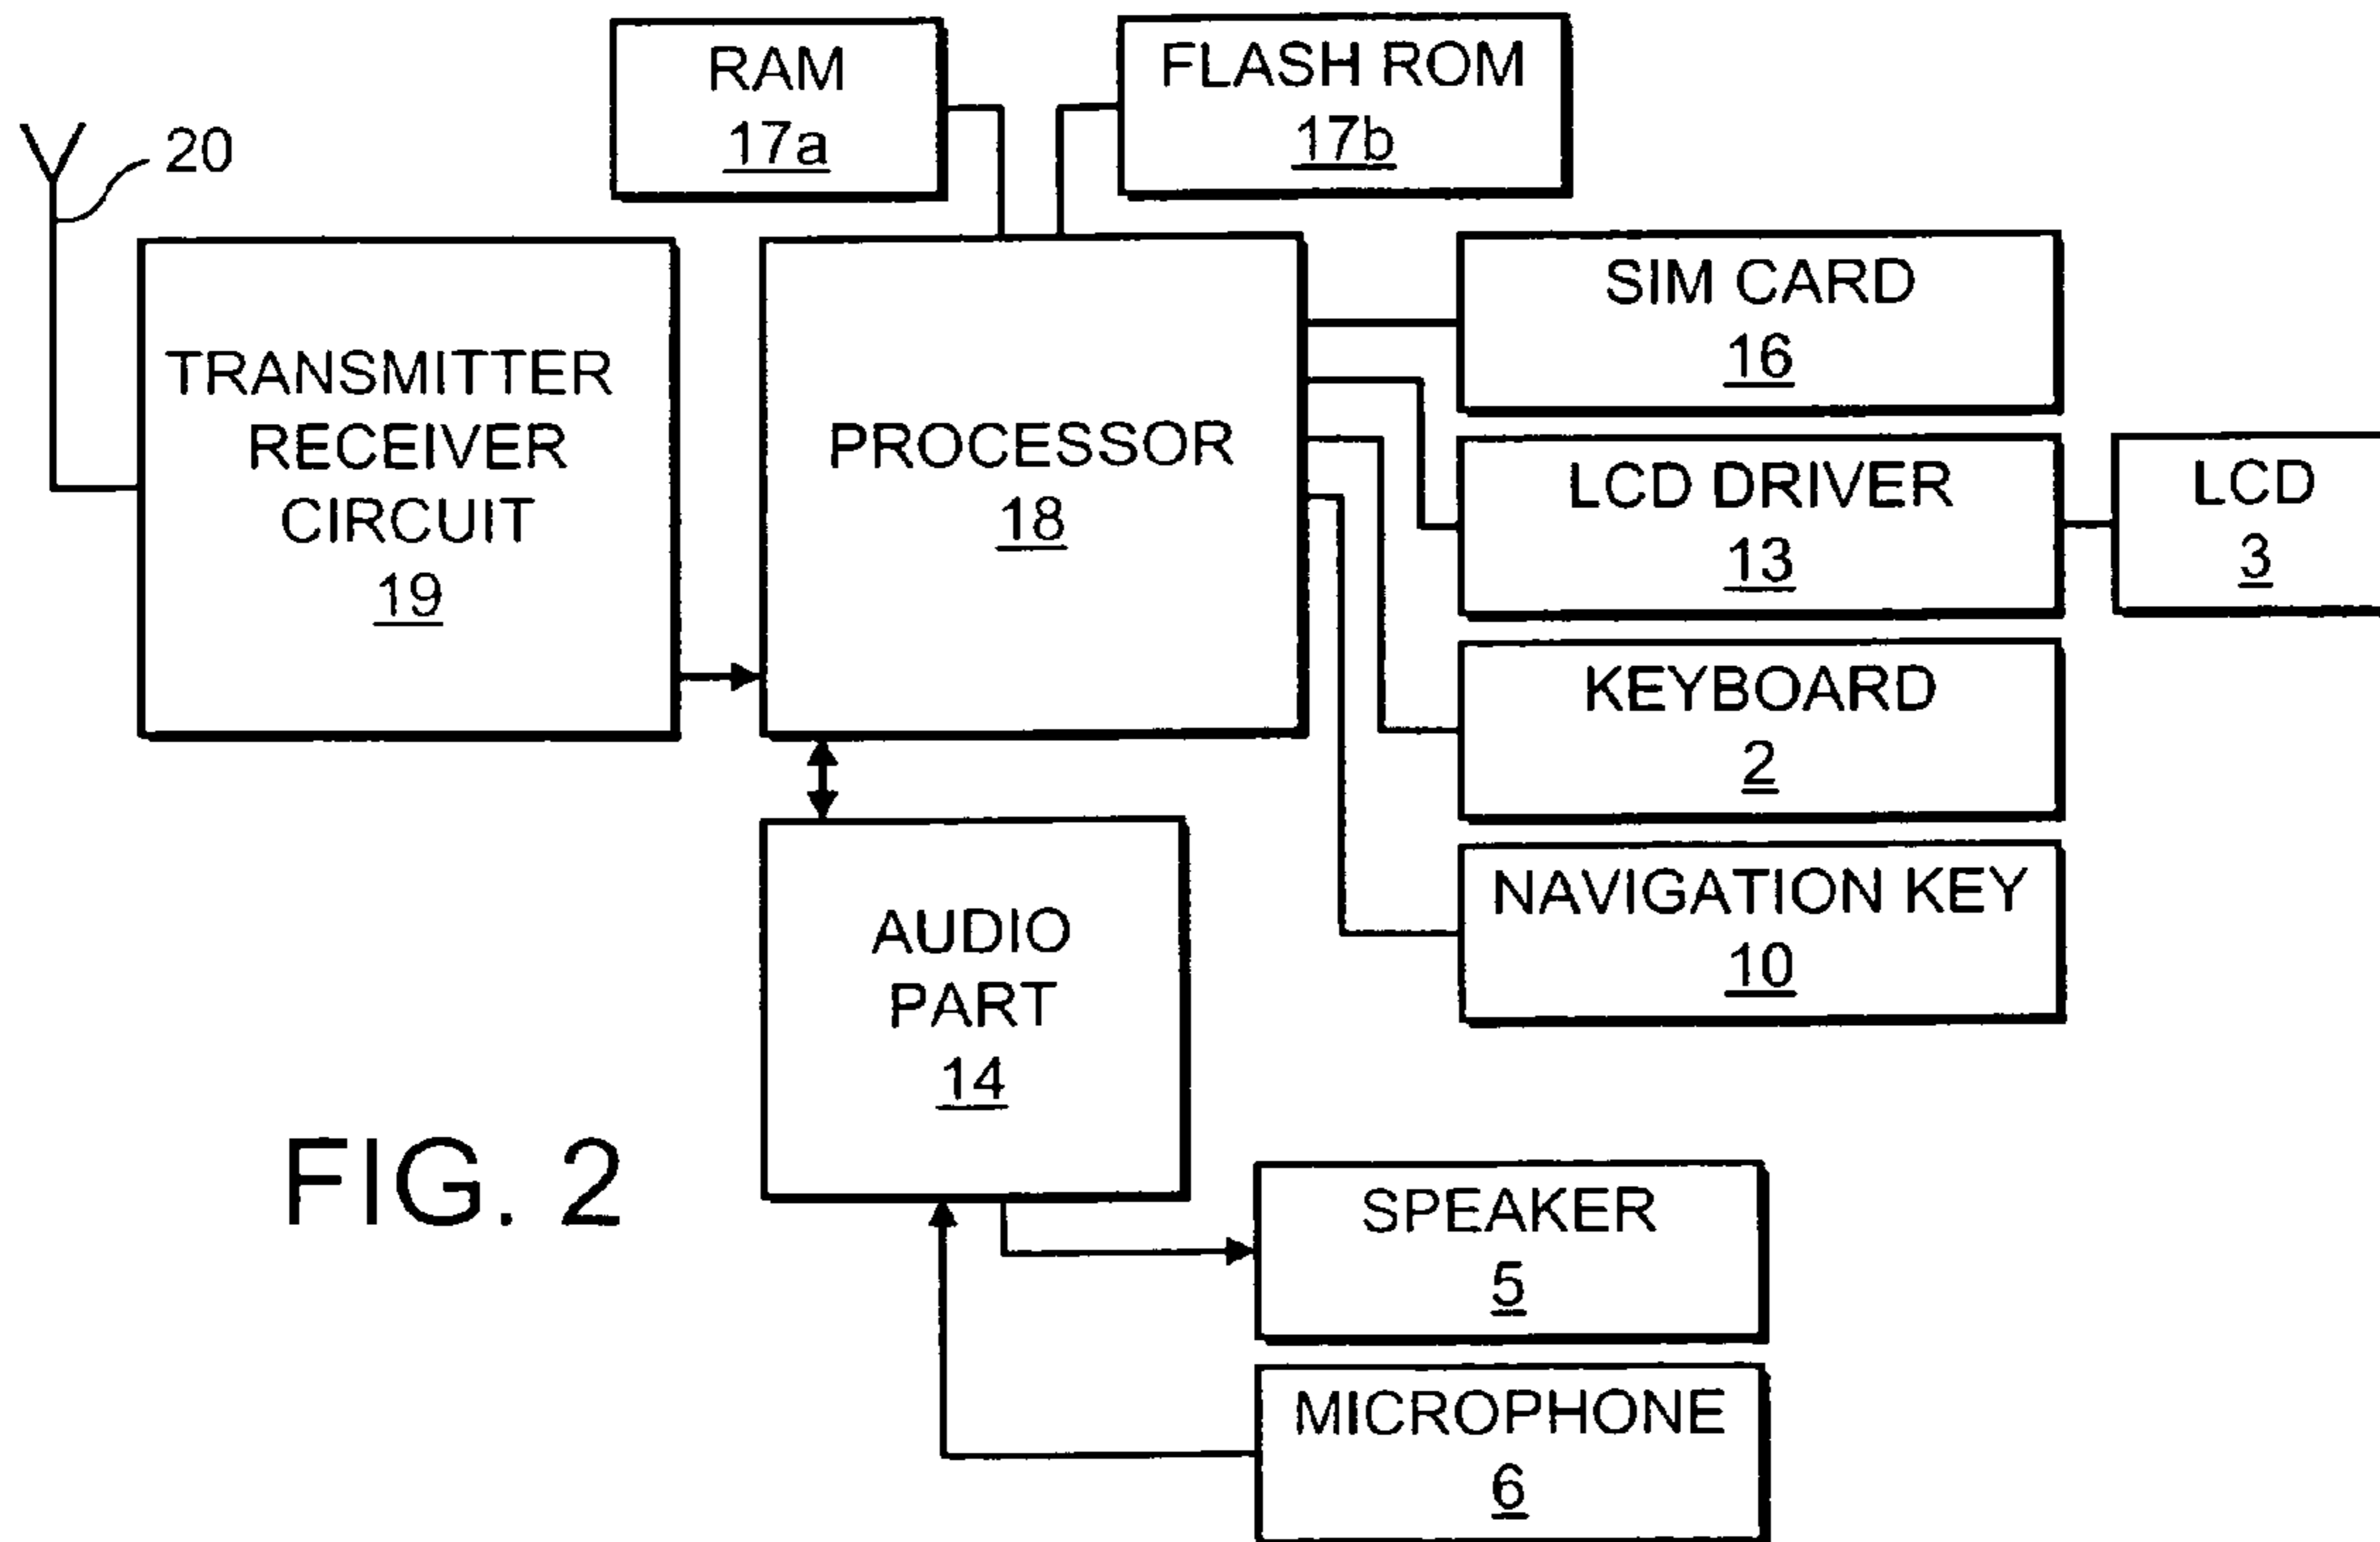 RAM
17a
FLASH ROM
17b
20
TRANSMITTER
RECEIVER
CIRCUIT
19
PROCESSOR
18
SIM CARD
16
LCD DRIVER
13
LCD
3
KEYBOARD
2
NAVIGATION KEY
10
AUDIO
PART
14
FIG. 2
SPEAKER
5
MICROPHONE
6